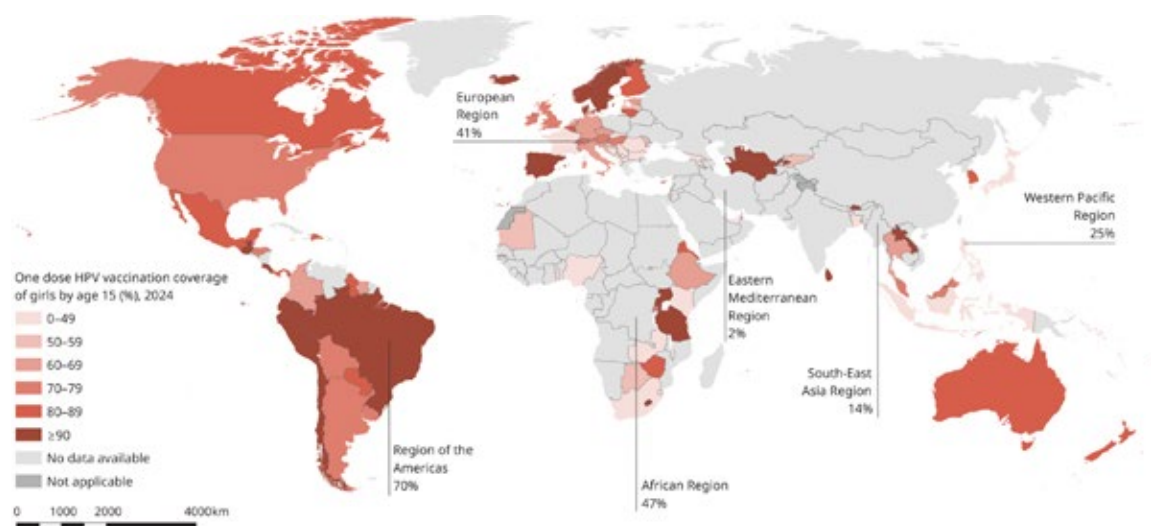 European
Region
41%
Western Pacific
Region
25%
One dose HPV vaccination coverage
of girls by age 15 (%), 2024
0–49
50–59
60–69
70–79
80–89
≥90
No data available
Not applicable
0 1000 2000 4000km
Eastern
Mediterranean
Region
2%
South-East
Asia Region
14%
Region of the
Americas
70%
African Region
47%